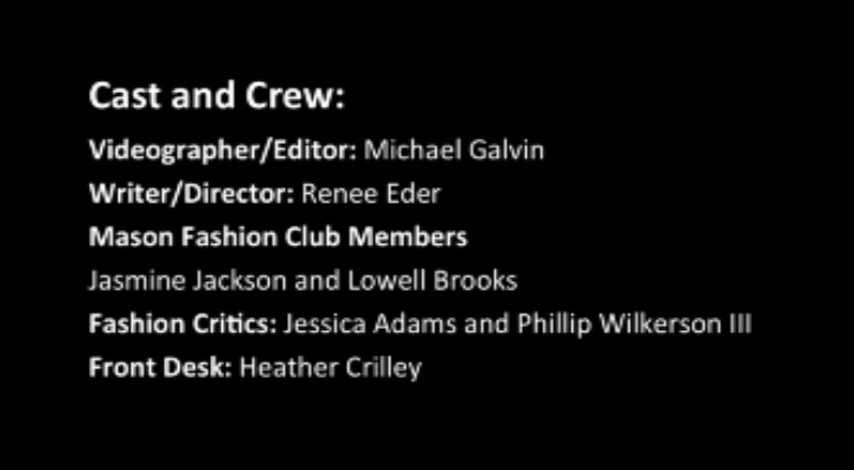 Cast and Crew:
Videographer/Editor: Michael Galvin
Writer/Director: Renee Eder
Mason Fashion Club Members
Jasmine Jackson and Lowell Brooks
Fashion Critics: Jessica Adams and Phillip Wilkerson III
Front Desk: Heather Crilley